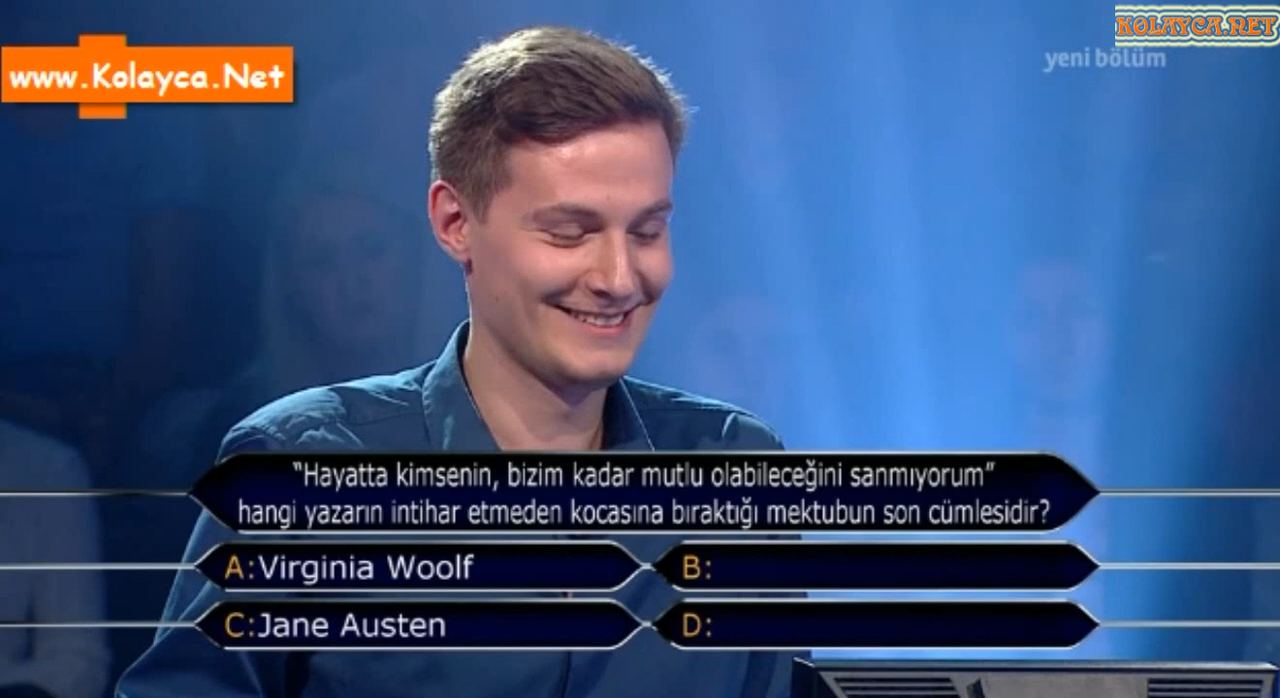 KOLAYCA.NET
www.Kolayca.Net
yeni bölüm
"Hayatta kimsenin, bizim kadar mutlu olabileceğini sanmıyorum"
hangi yazarın intihar etmeden kocasına bıraktığı mektubun son cümlesidir?
A:Virginia Woolf
B:
C:Jane Austen
D: